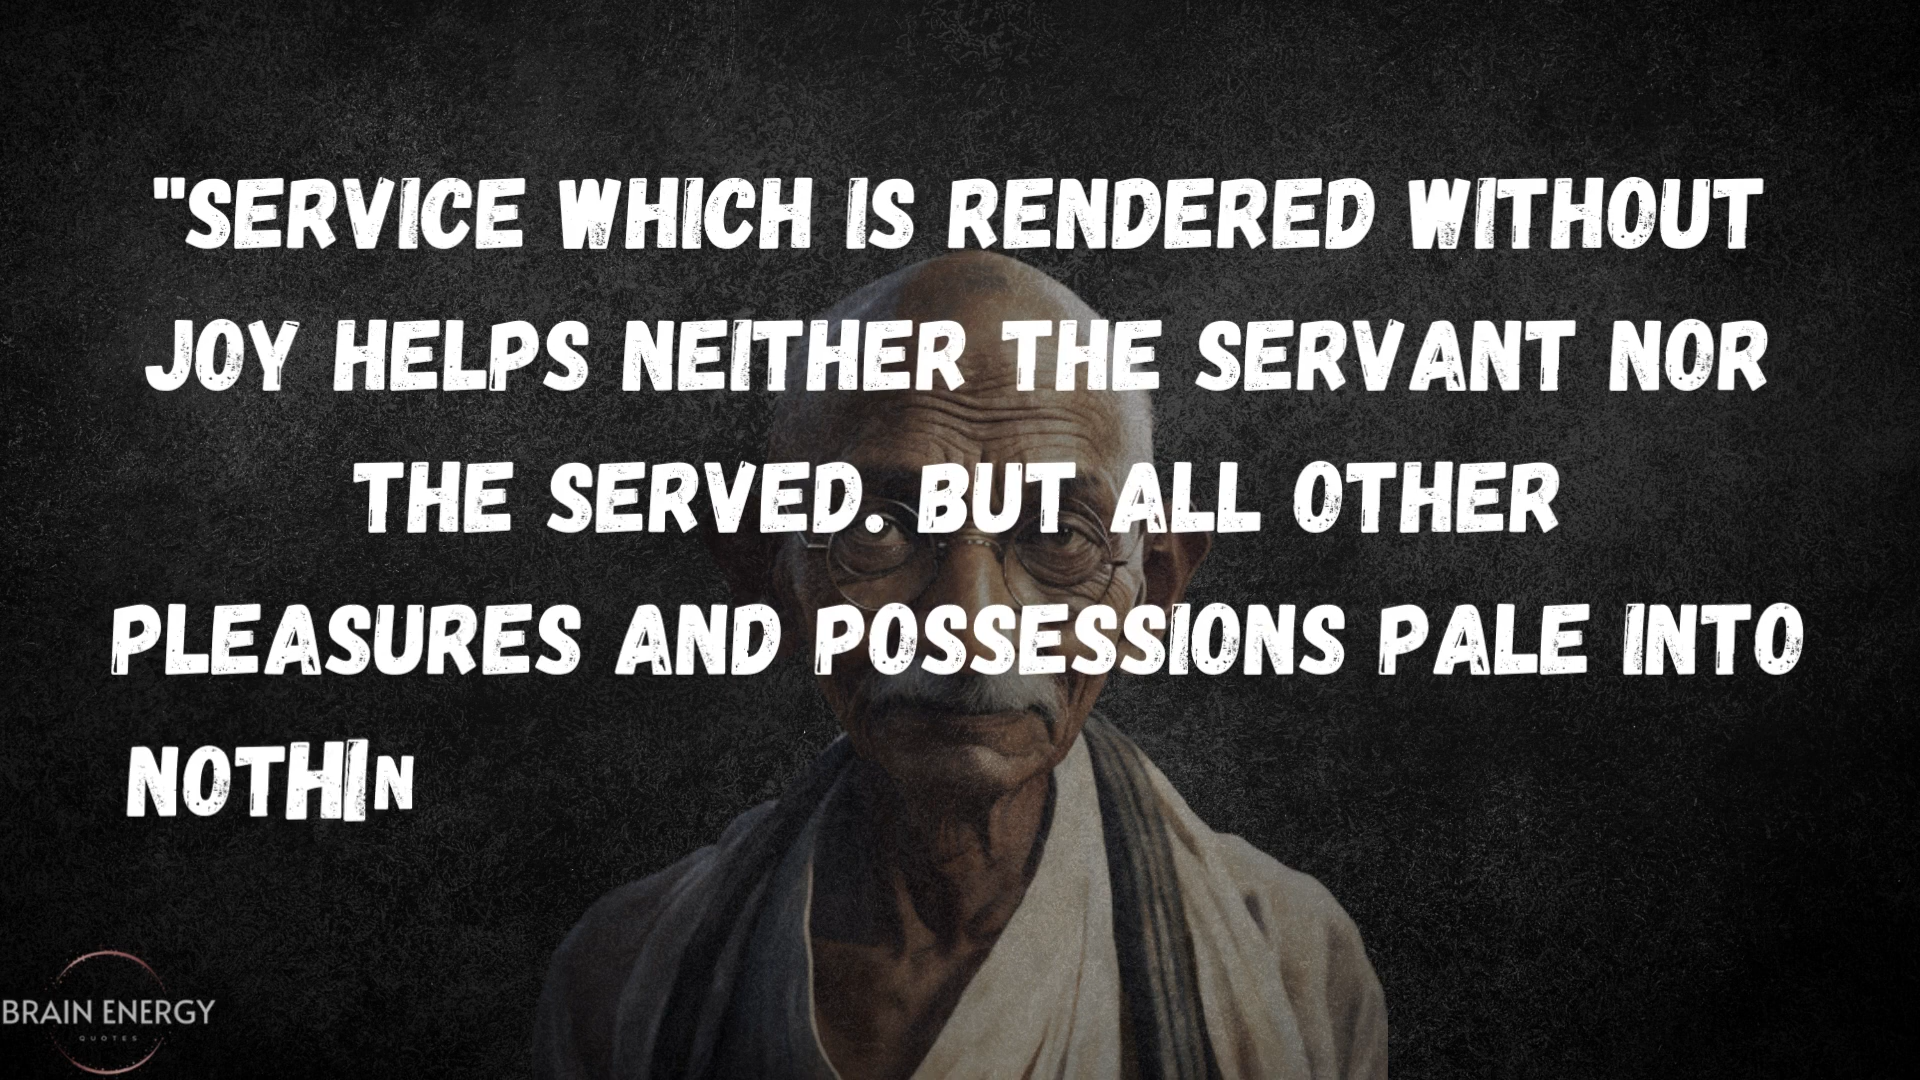 "SERVICE WHICH IS RENDERED WITHOUT
JOY HELPS NEITHER THE SERVANT NOR
THE SERVED. BUT ALL OTHER
PLEASURES AND POSSESSIONS PALE INTO
NOTHIN
BRAIN ENERGY
QUOTES